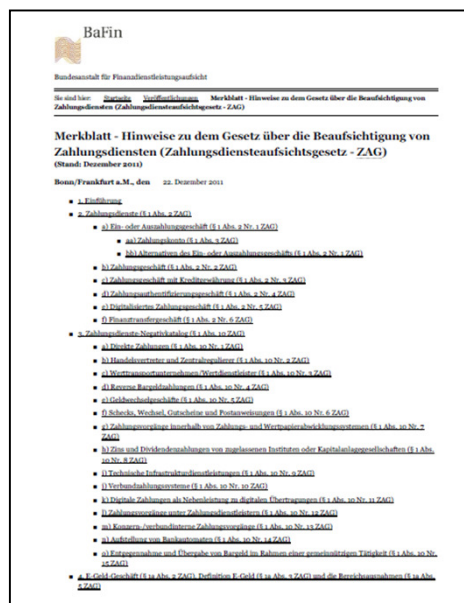 BaFin
Bundesanstalt für Finanzdienstleistungsaufsicht
Sie sind hier: Startseite Veröffentlichungen Merkblatt - Hinweise zu dem Gesetz über die Beaufsichtigung von
Zahlungsdiensten (Zahlungsdiensteaufsichtsgesetz - ZAG)
Merkblatt - Hinweise zu dem Gesetz über die Beaufsichtigung von
Zahlungsdiensten (Zahlungsdiensteaufsichtsgesetz - ZAG)
(Stand: Dezember 2011)
Bonn/Frankfurt a.M., den 22. Dezember 2011
1. Einführung
2. Zahlungsdienste (§ 1 Abs. 2 ZAG)
a) Ein- oder Auszahlungsgeschäft (§ 1 Abs. 2 Nr. 1 ZAG)
aa) Zahlungskonto (§ 1 Abs. 3 ZAG)
bb) Alternativen des Ein- oder Auszahlungsgeschäfts (§ 1 Abs. 2 Nr. 1 ZAG)
b) Zahlungsgeschäft (§ 1 Abs. 2 Nr. 2 ZAG)
c) Zahlungsgeschäft mit Kreditgewährung (§ 1 Abs. 2 Nr. 3 ZAG)
d) Zahlungsauthentifizierungsgeschäft (§ 1 Abs. 2 Nr. 4 ZAG)
e) Digitalisiertes Zahlungsgeschäft (§ 1 Abs. 2 Nr. 5 ZAG)
f) Finanztransfergeschäft (§ 1 Abs. 2 Nr. 6 ZAG)
3. Zahlungsdienste-Negativkatalog (§ 1 Abs. 10 ZAG)
a) Direkte Zahlungen (§ 1 Abs. 10 Nr. 1 ZAG)
b) Handelsvertreter und Zentralregulierer (§ 1 Abs. 10 Nr. 2 ZAG)
c) Werttransportunternehmen/Wertdienstleister (§ 1 Abs. 10 Nr. 3 ZAG)
d) Reverse Bargeldzahlungen (§ 1 Abs. 10 Nr. 4 ZAG)
e) Geldwechselgeschäfte (§ 1 Abs. 10 Nr. 5 ZAG)
f) Schecks, Wechsel, Gutscheine und Postanweisungen (§ 1 Abs. 10 Nr. 6 ZAG)
g) Zahlungsvorgänge innerhalb von Zahlungs- und Wertpapierabwicklungssystemen (§ 1 Abs. 10 Nr. 7
ZAG)
h) Zins und Dividendenzahlungen von zugelassenen Instituten oder Kapitalanlagegesellschaften (§ 1 Abs.
10 Nr. 8 ZAG)
i) Technische Infrastrukturdienstleistungen (§ 1 Abs. 10 Nr. 9 ZAG)
j) Verbundzahlungssysteme (§ 1 Abs. 10 Nr. 10 ZAG)
k) Digitale Zahlungen als Nebenleistung zu digitalen Übertragungen (§ 1 Abs. 10 Nr. 11 ZAG)
l) Zahlungsvorgänge unter Zahlungsdienstleistern (§ 1 Abs. 10 Nr. 12 ZAG)
m) Konzern-/verbundinterne Zahlungsvorgänge (§ 1 Abs. 10 Nr. 13 ZAG)
n) Aufstellung von Bankautomaten (§ 1 Abs. 10 Nr. 14 ZAG)
o) Entgegennahme und Übergabe von Bargeld im Rahmen einer gemeinnützigen Tätigkeit (§ 1 Abs. 10 Nr.
15 ZAG)
4. E-Geld-Geschäft (§ 1a Abs. 2 ZAG), Definition E-Geld (§ 1a Abs. 3 ZAG) und die Bereichsausnahmen (§ 1a Abs.
5 ZAG)